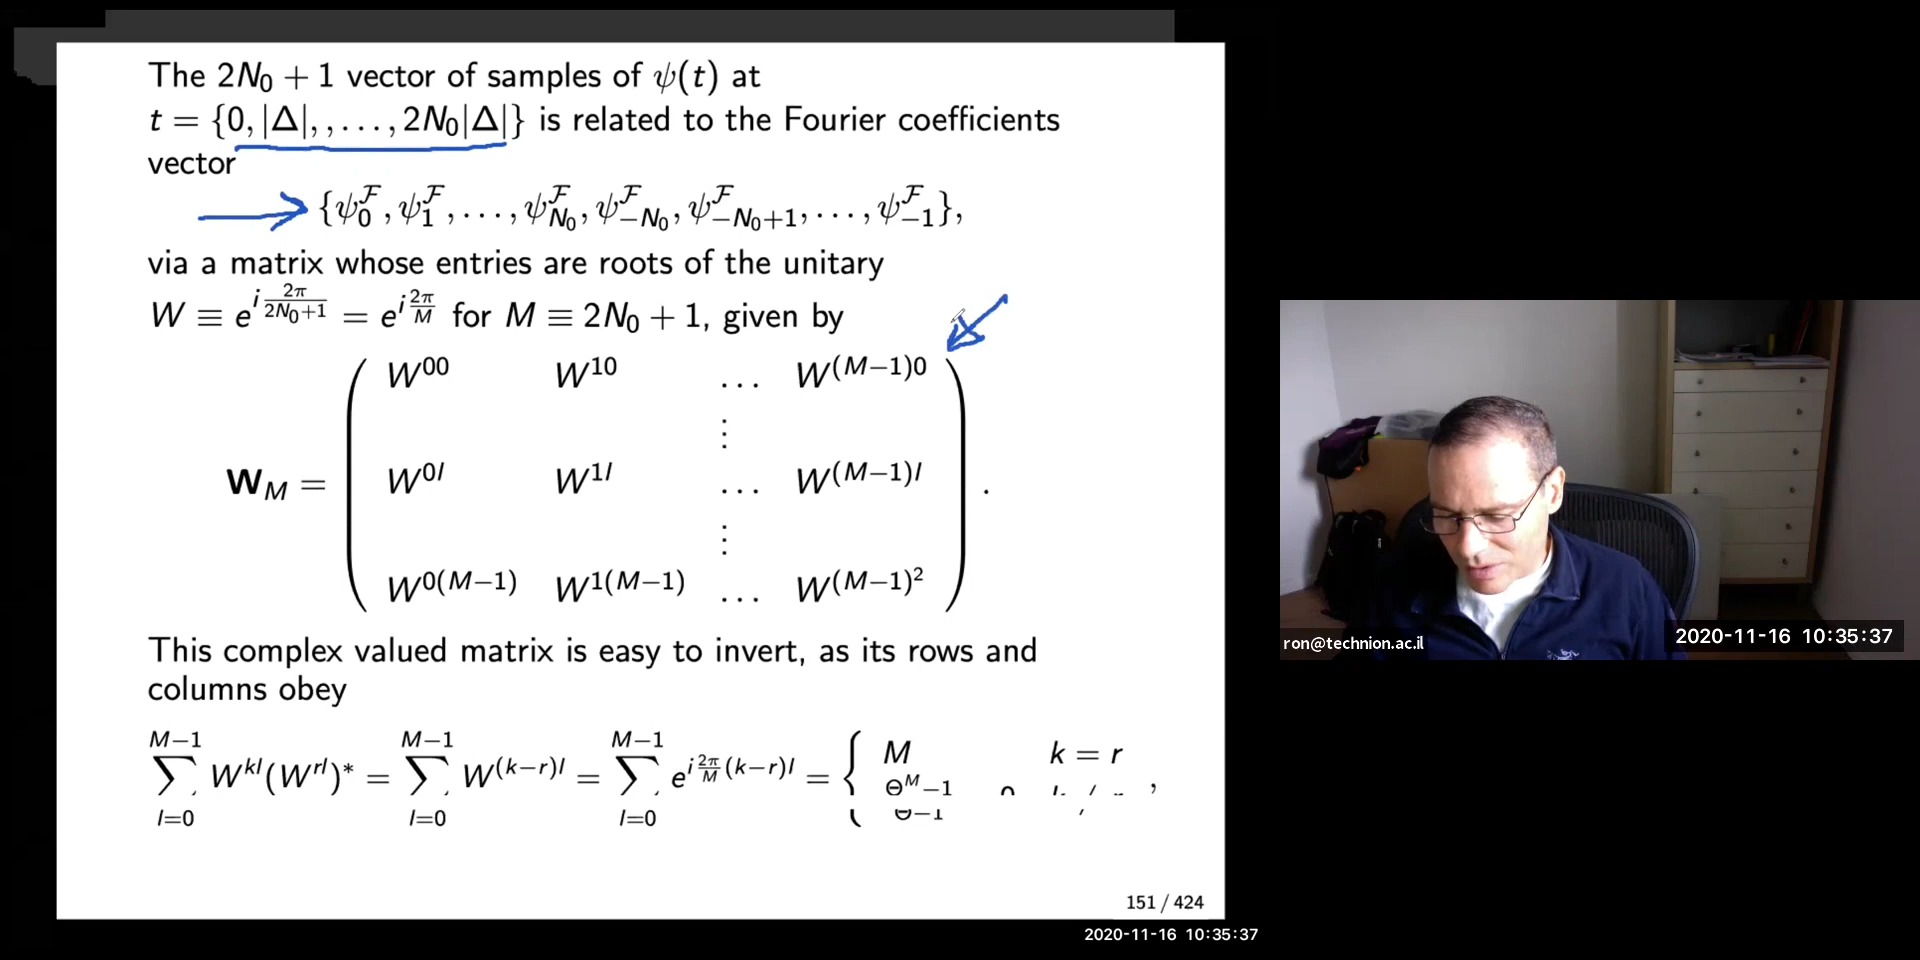 The 2N₀ + 1 vector of samples of ψ(t) at
t = {0, |Δ|, , . . . , 2N₀|Δ|} is related to the Fourier coefficients
vector
{ψ₀^ℱ, ψ₁^ℱ, . . . , ψ_{N₀}^ℱ, ψ_{−N₀}^ℱ, ψ_{−N₀+1}^ℱ, . . . , ψ_{−1}^ℱ},
via a matrix whose entries are roots of the unitary
W ≡ e^{i 2π/(2N₀+1)} = e^{i 2π/M} for M ≡ 2N₀ + 1, given by
W^{00} W^{10} . . . W^{(M−1)0}
⋮
W_M = ( W^{0l} W^{1l} . . . W^{(M−1)l} ) .
⋮
W^{0(M−1)} W^{1(M−1)} . . . W^{(M−1)²}
This complex valued matrix is easy to invert, as its rows and
columns obey
∑_{l=0}^{M−1} W^{kl}(W^{rl})* = ∑_{l=0}^{M−1} W^{(k−r)l} = ∑_{l=0}^{M−1} e^{i 2π/M (k−r)l} = { M k = r
Θ^M−1 ,
151 / 424
2020-11-16 10:35:37
ron@technion.ac.il
2020-11-16 10:35:37